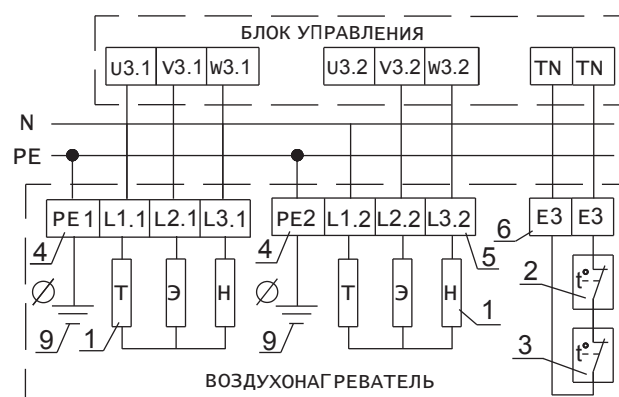 БЛОК УПРАВЛЕНИЯ
U3.1 V3.1 W3.1 U3.2 V3.2 W3.2 TN TN
N
PE
PE1 L1.1 L2.1 L3.1 PE2 L1.2 L2.2 L3.2 6 E3 E3
4 4 5
Т Э Н Т Э Н t° 2
9 1 9 1 t° 3
ВОЗДУХОНАГРЕВАТЕЛЬ